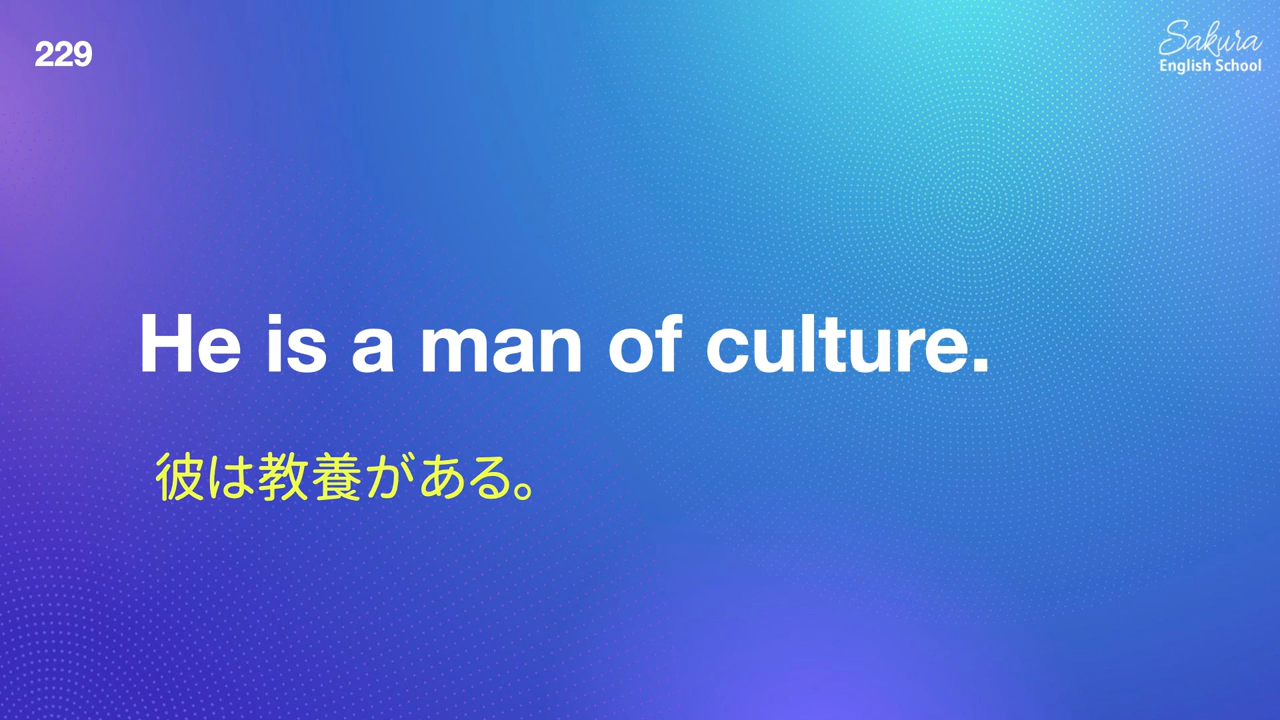 229
Sakura
English School
He is a man of culture.
彼は教養がある。